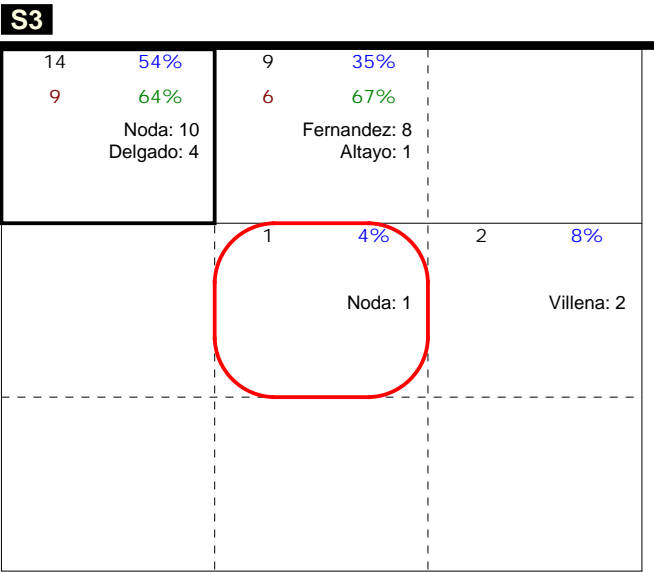 S3
14 54% 9 35%
9 64% 6 67%
Noda: 10 Fernandez: 8
Delgado: 4 Altayo: 1
1 4% 2 8%
Noda: 1 Villena: 2